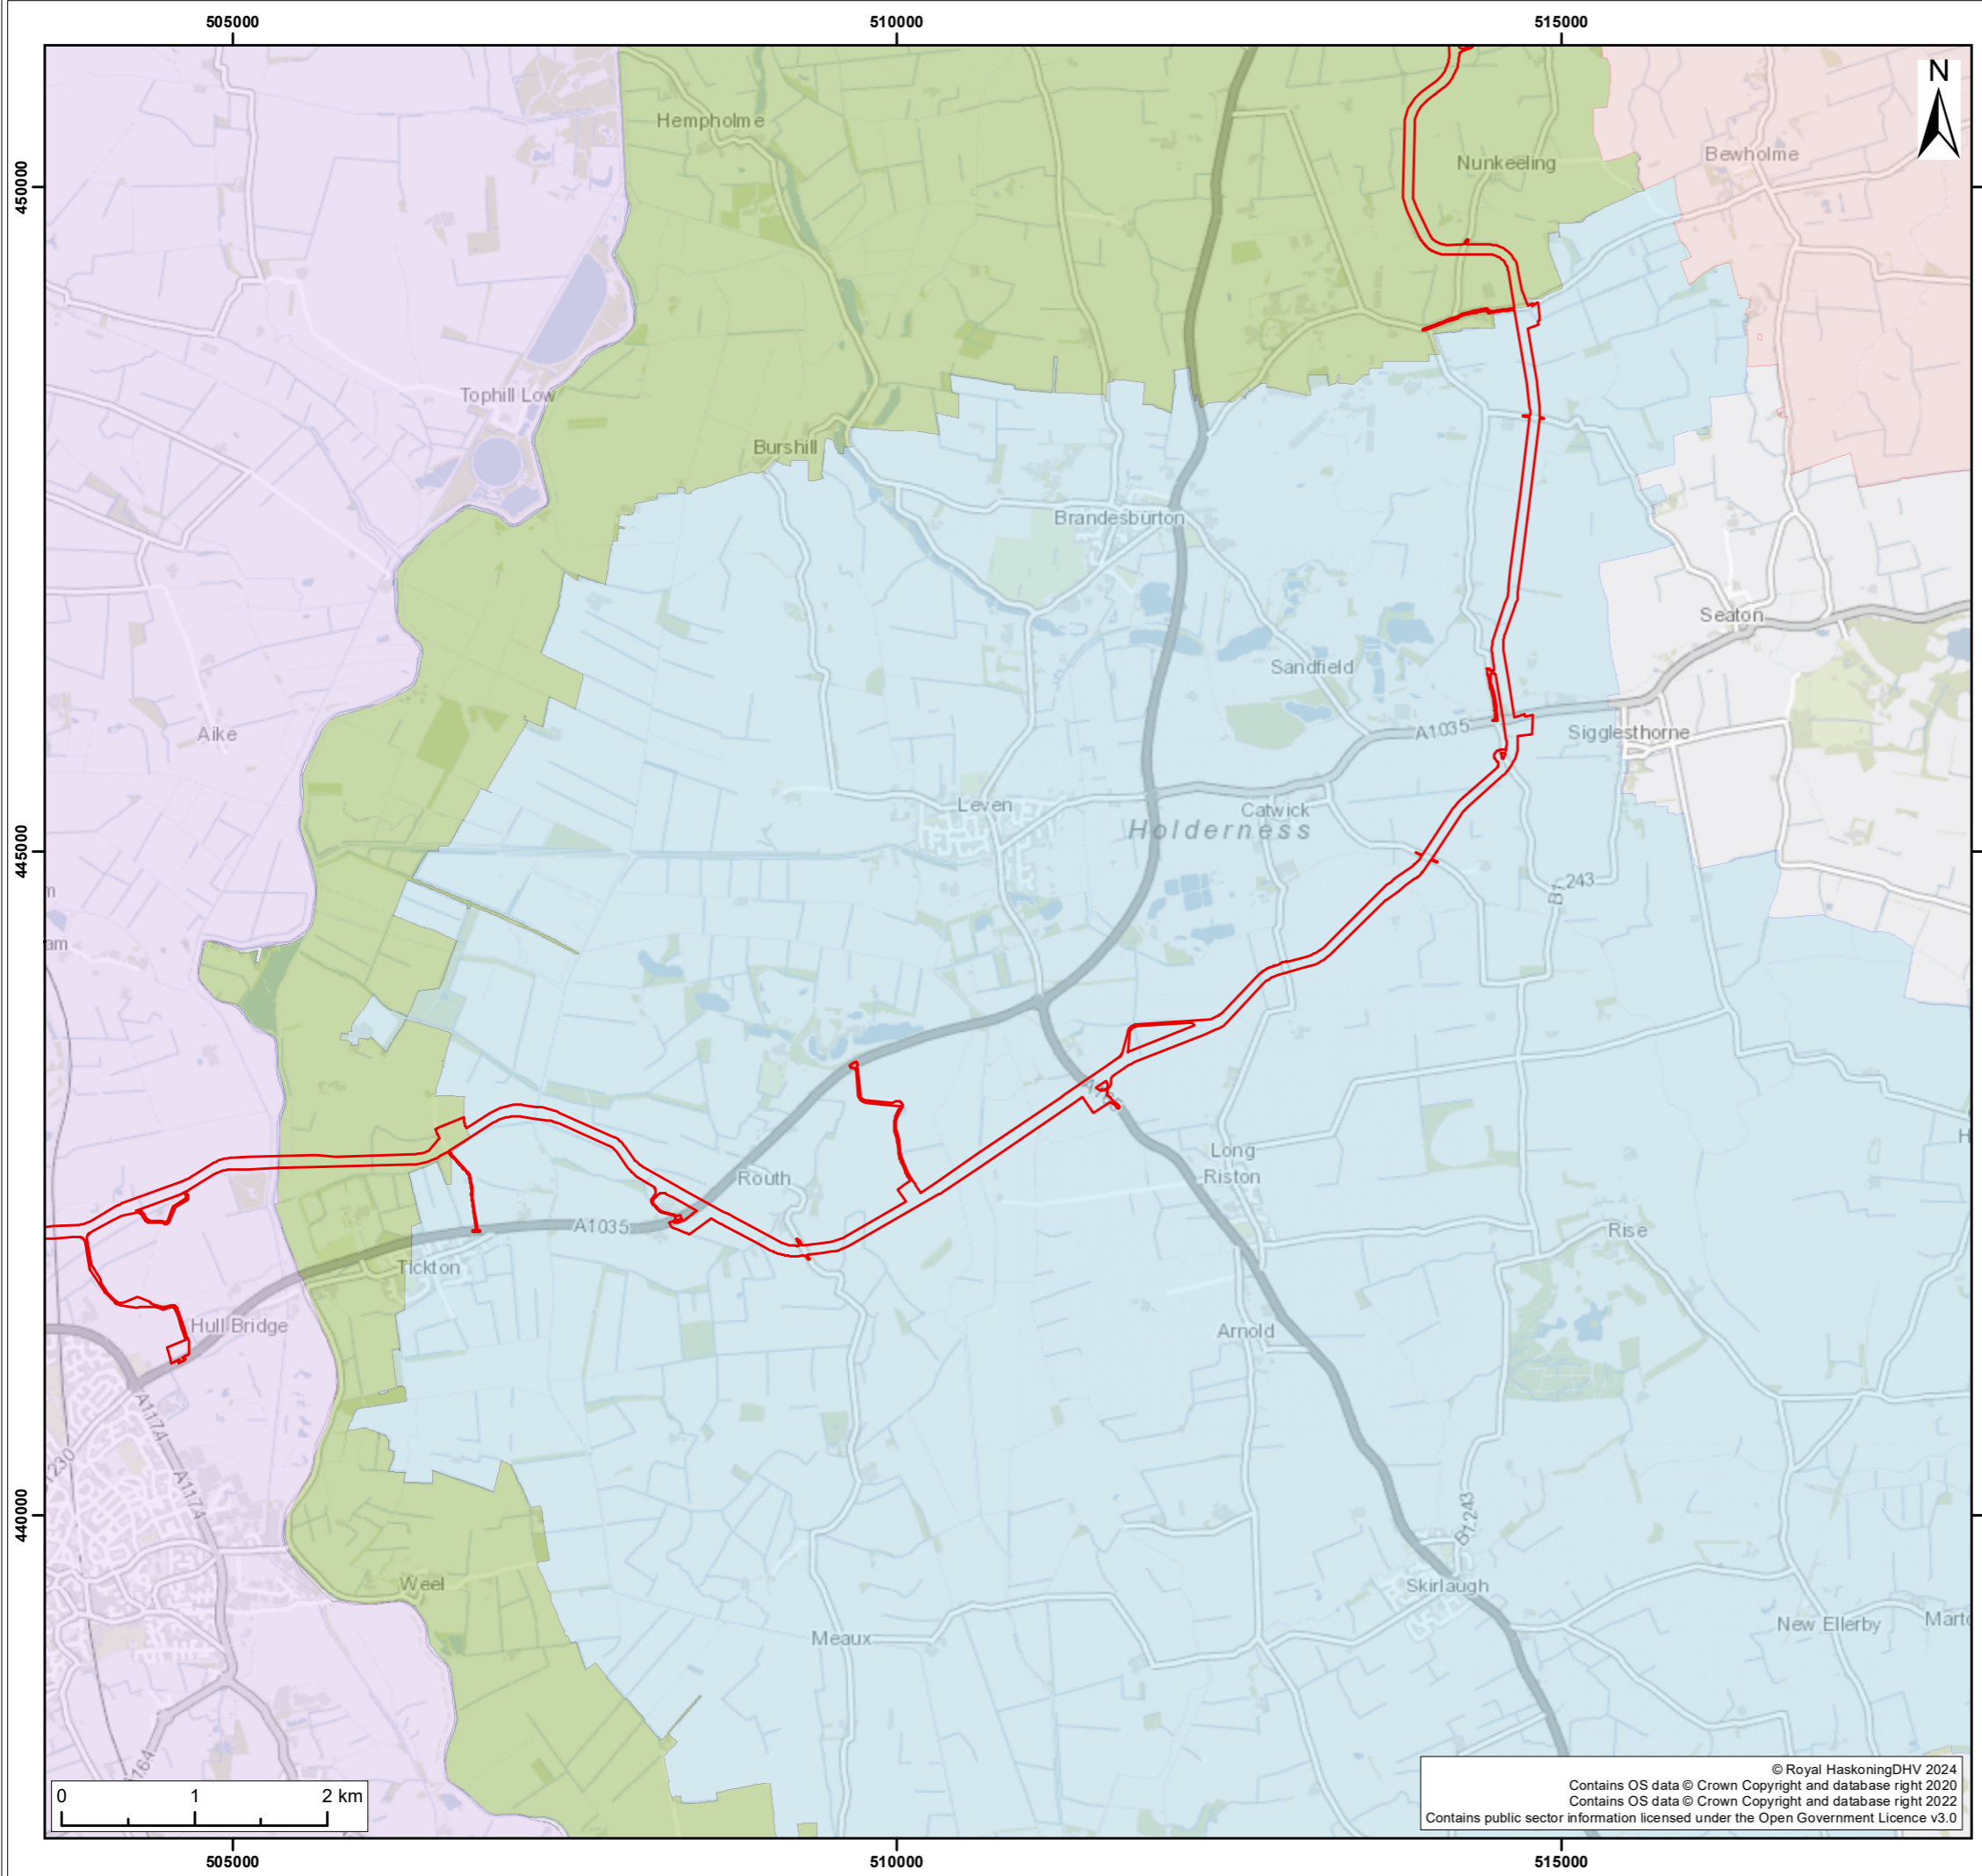 505000
510000
515000
N
450000
Hempholme
Nunkeeling
Bewholme
Tophill Low
Burshill
Brandesburton
Seaton
Sandfield
A1035
Sigglesthorne
Aike
Leven
Catwick
Holderness
445000
B1243
am
Long
Riston
Routh
A1035
Rise
Tickton
Hull Bridge
Arnold
A1174
A1174
1230
440000
B1243
Weel
Skirlaugh
New Ellerby
Marto
Meaux
1164
0
1
2 km
© Royal HaskoningDHV 2024
Contains OS data © Crown Copyright and database right 2020
Contains OS data © Crown Copyright and database right 2022
Contains public sector information licensed under the Open Government Licence v3.0
505000
510000
515000